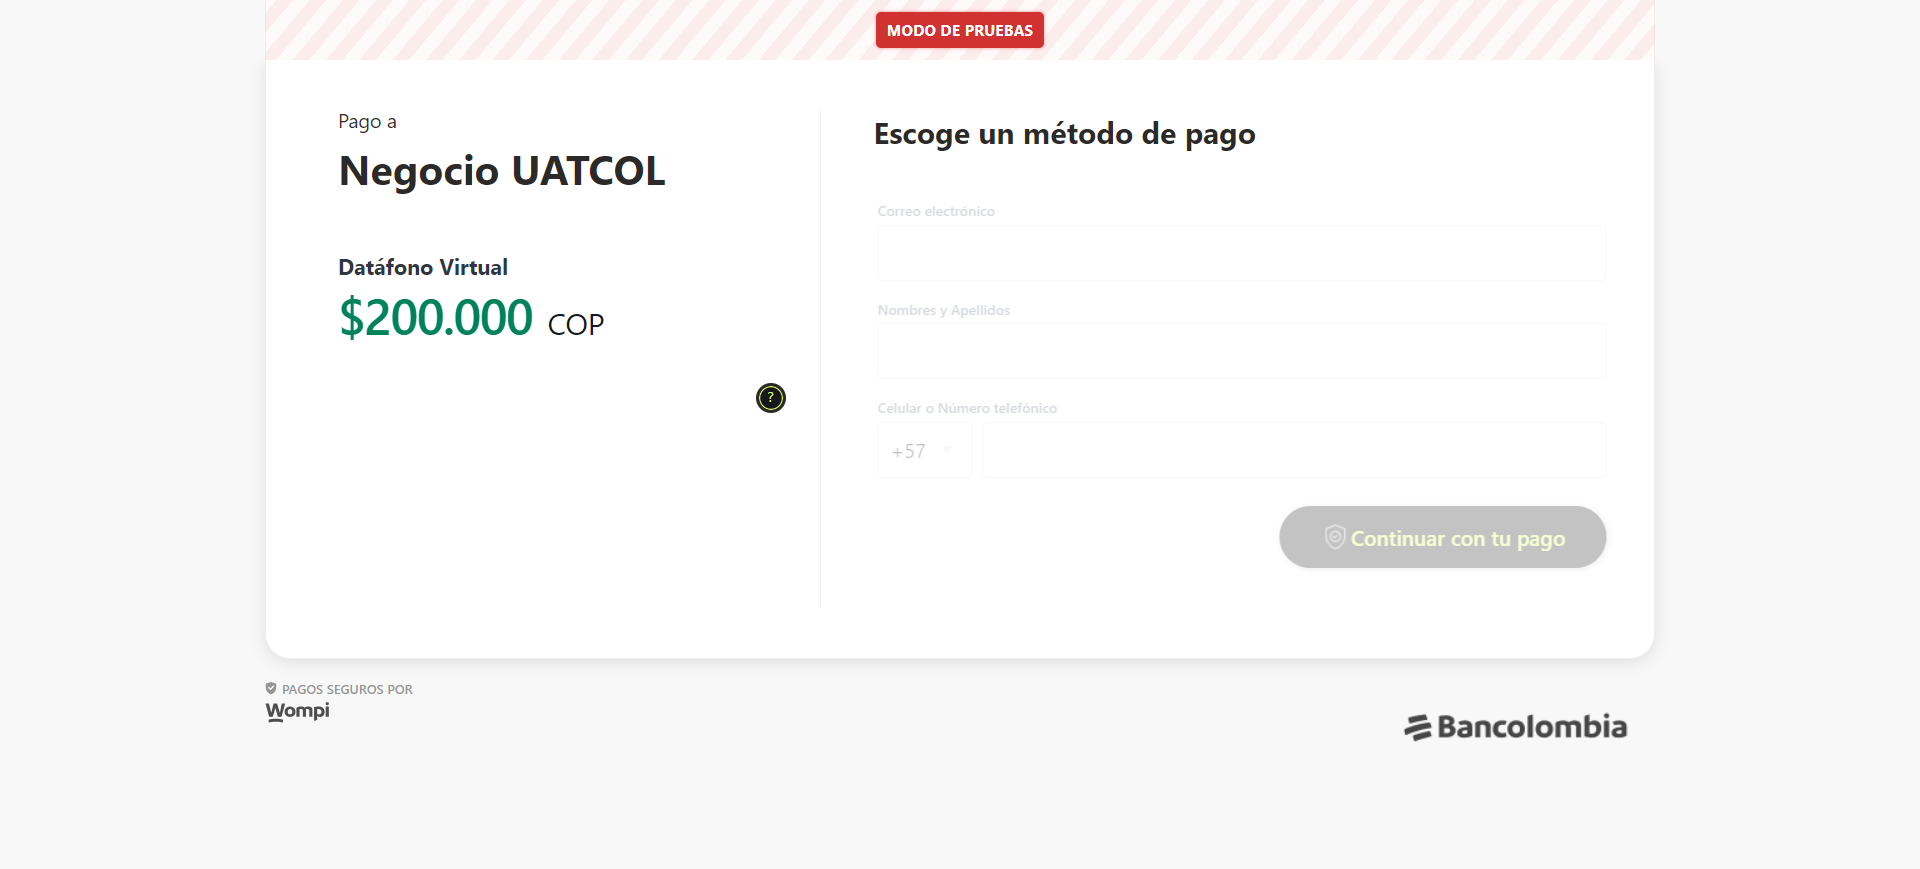 MODO DE PRUEBAS
Pago a
Negocio UATCOL
Datáfono Virtual
$200.000 COP
?
Escoge un método de pago
Correo electrónico
Nombres y Apellidos
Celular o Número telefónico
+57
Continuar con tu pago
PAGOS SEGUROS POR
Wompi
Bancolombia